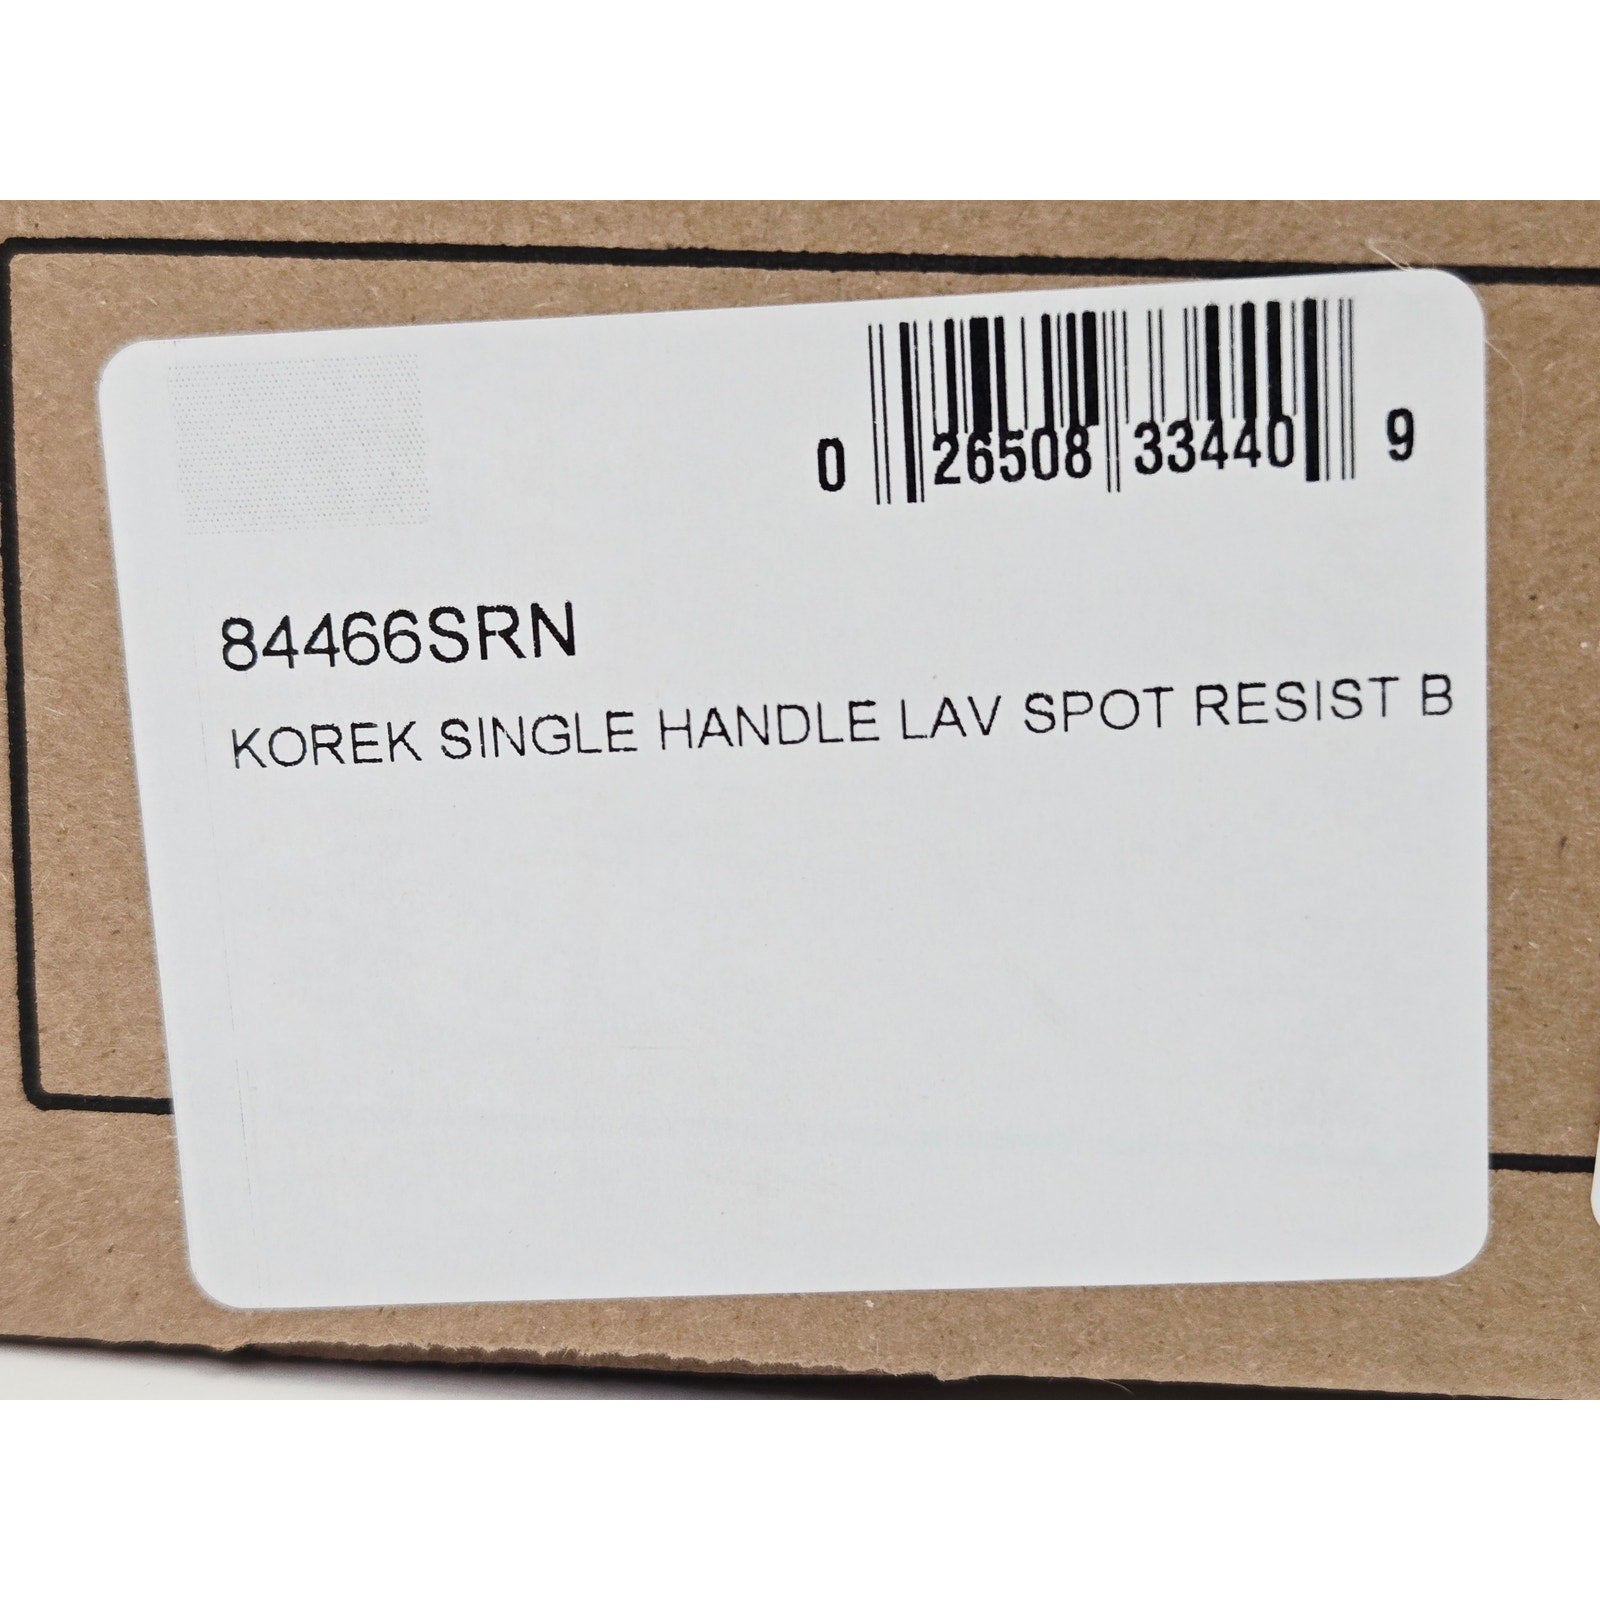 0 26508 33440 9
84466SRN
KOREK SINGLE HANDLE LAV SPOT RESIST B